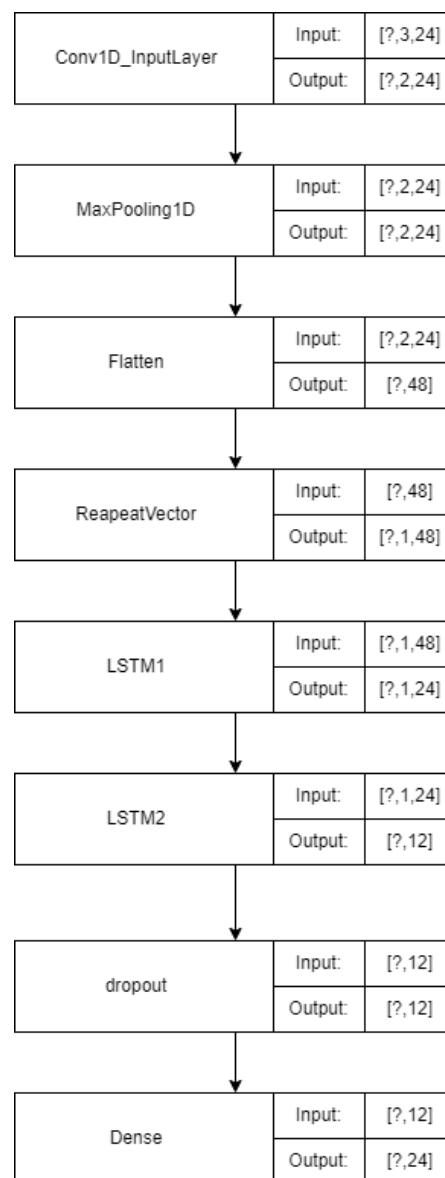 Conv1D_InputLayer
Input: [?,3,24]
Output: [?,2,24]
MaxPooling1D
Input: [?,2,24]
Output: [?,2,24]
Flatten
Input: [?,2,24]
Output: [?,48]
ReapeatVector
Input: [?,48]
Output: [?,1,48]
LSTM1
Input: [?,1,48]
Output: [?,1,24]
LSTM2
Input: [?,1,24]
Output: [?,12]
dropout
Input: [?,12]
Output: [?,12]
Dense
Input: [?,12]
Output: [?,24]